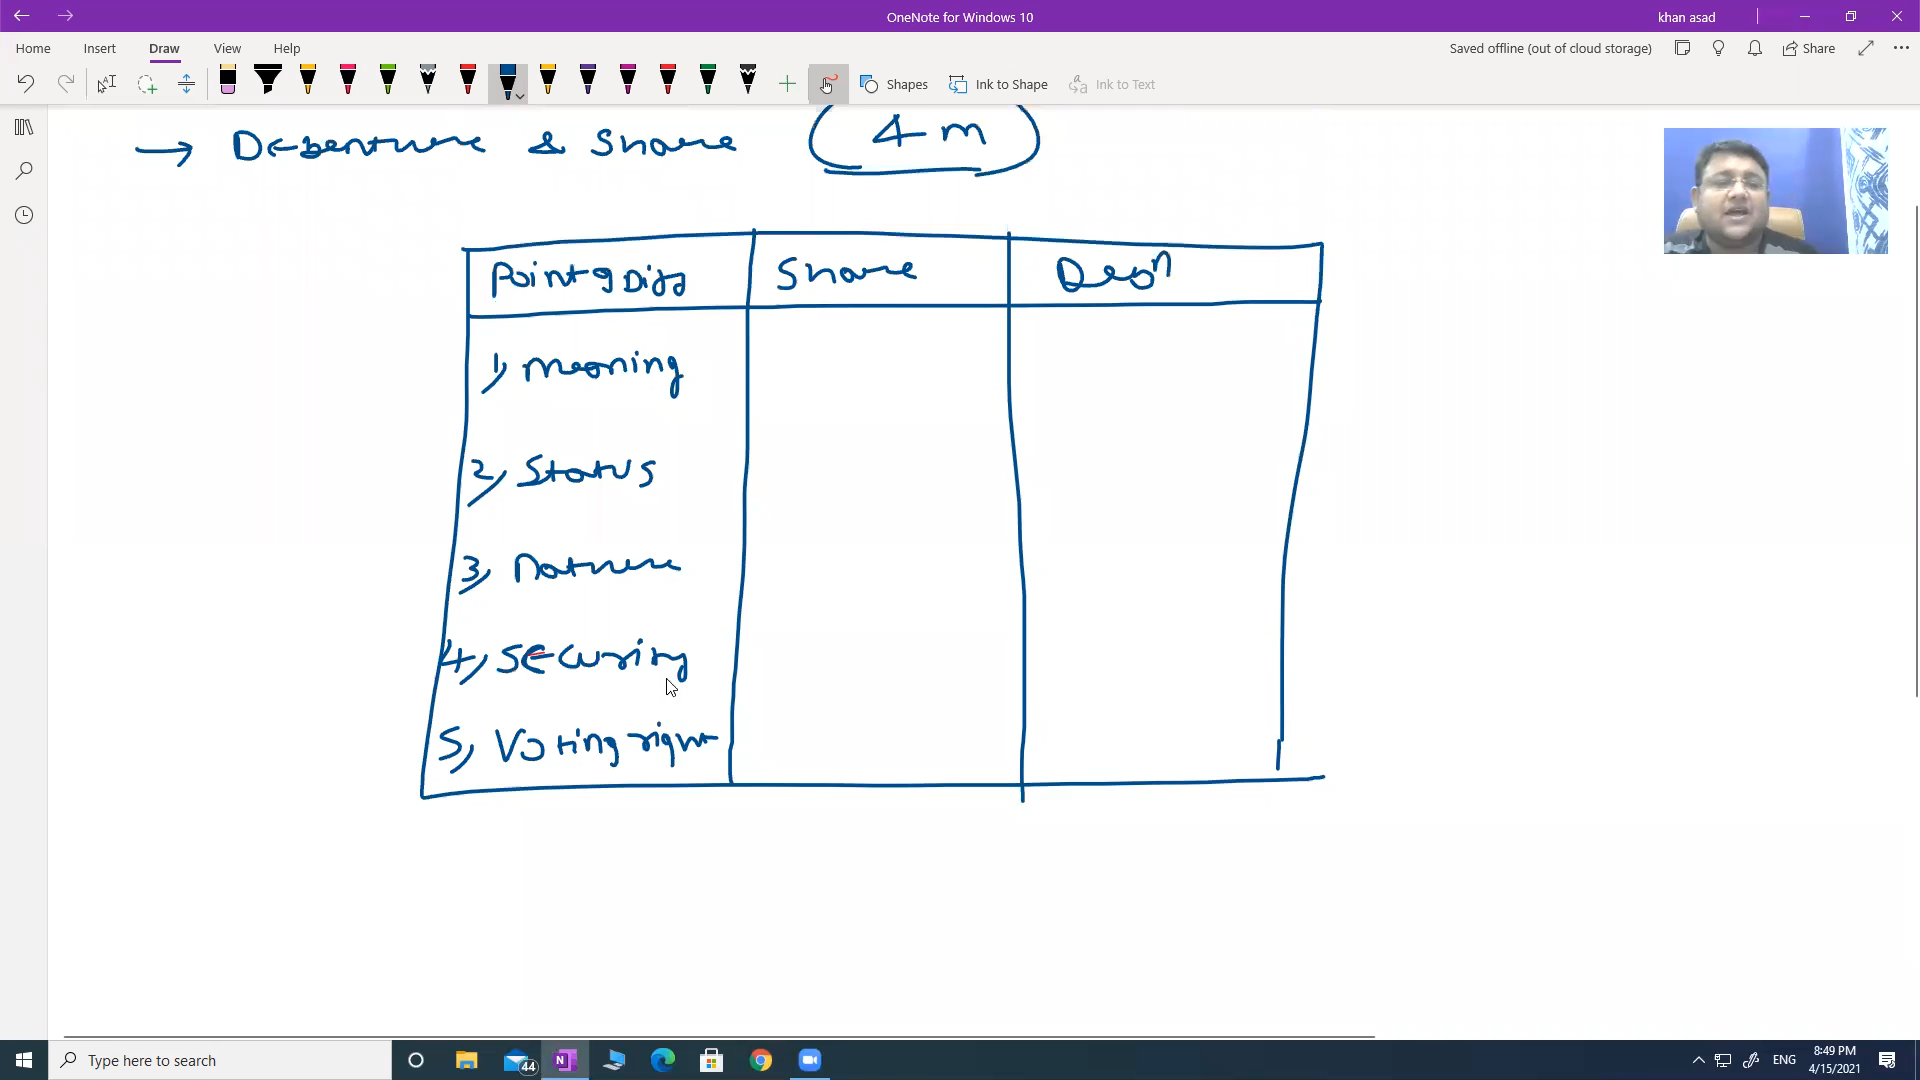 OneNote for Windows 10
khan asad
Home Insert Draw View Help
Saved offline (out of cloud storage)
Share
Shapes
Ink to Shape
Ink to Text
→ Debenture & Share 4 m
Point of Diff Share Deb
1) meaning
2) Status
3) Nature
4) Security
5) Voting right
Type here to search
44
ENG
8:49 PM
4/15/2021